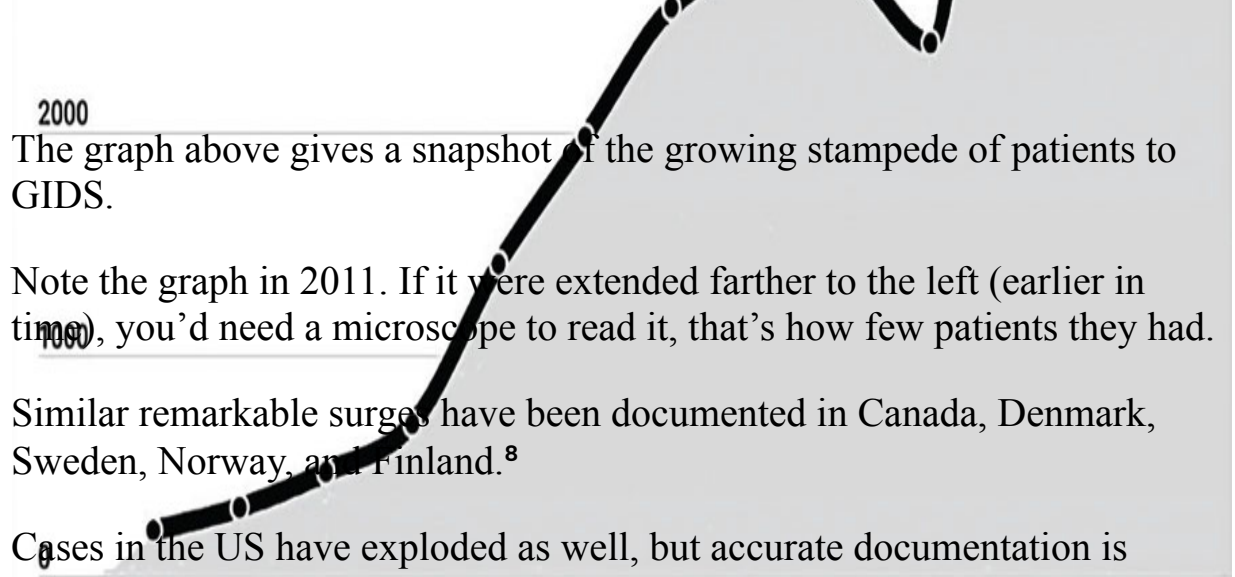 2000
The graph above gives a snapshot of the growing stampede of patients to
GIDS.
Note the graph in 2011. If it were extended farther to the left (earlier in
time), you’d need a microscope to read it, that’s how few patients they had.
1000
Similar remarkable surges have been documented in Canada, Denmark,
Sweden, Norway, and Finland.⁸
Cases in the US have exploded as well, but accurate documentation is
0